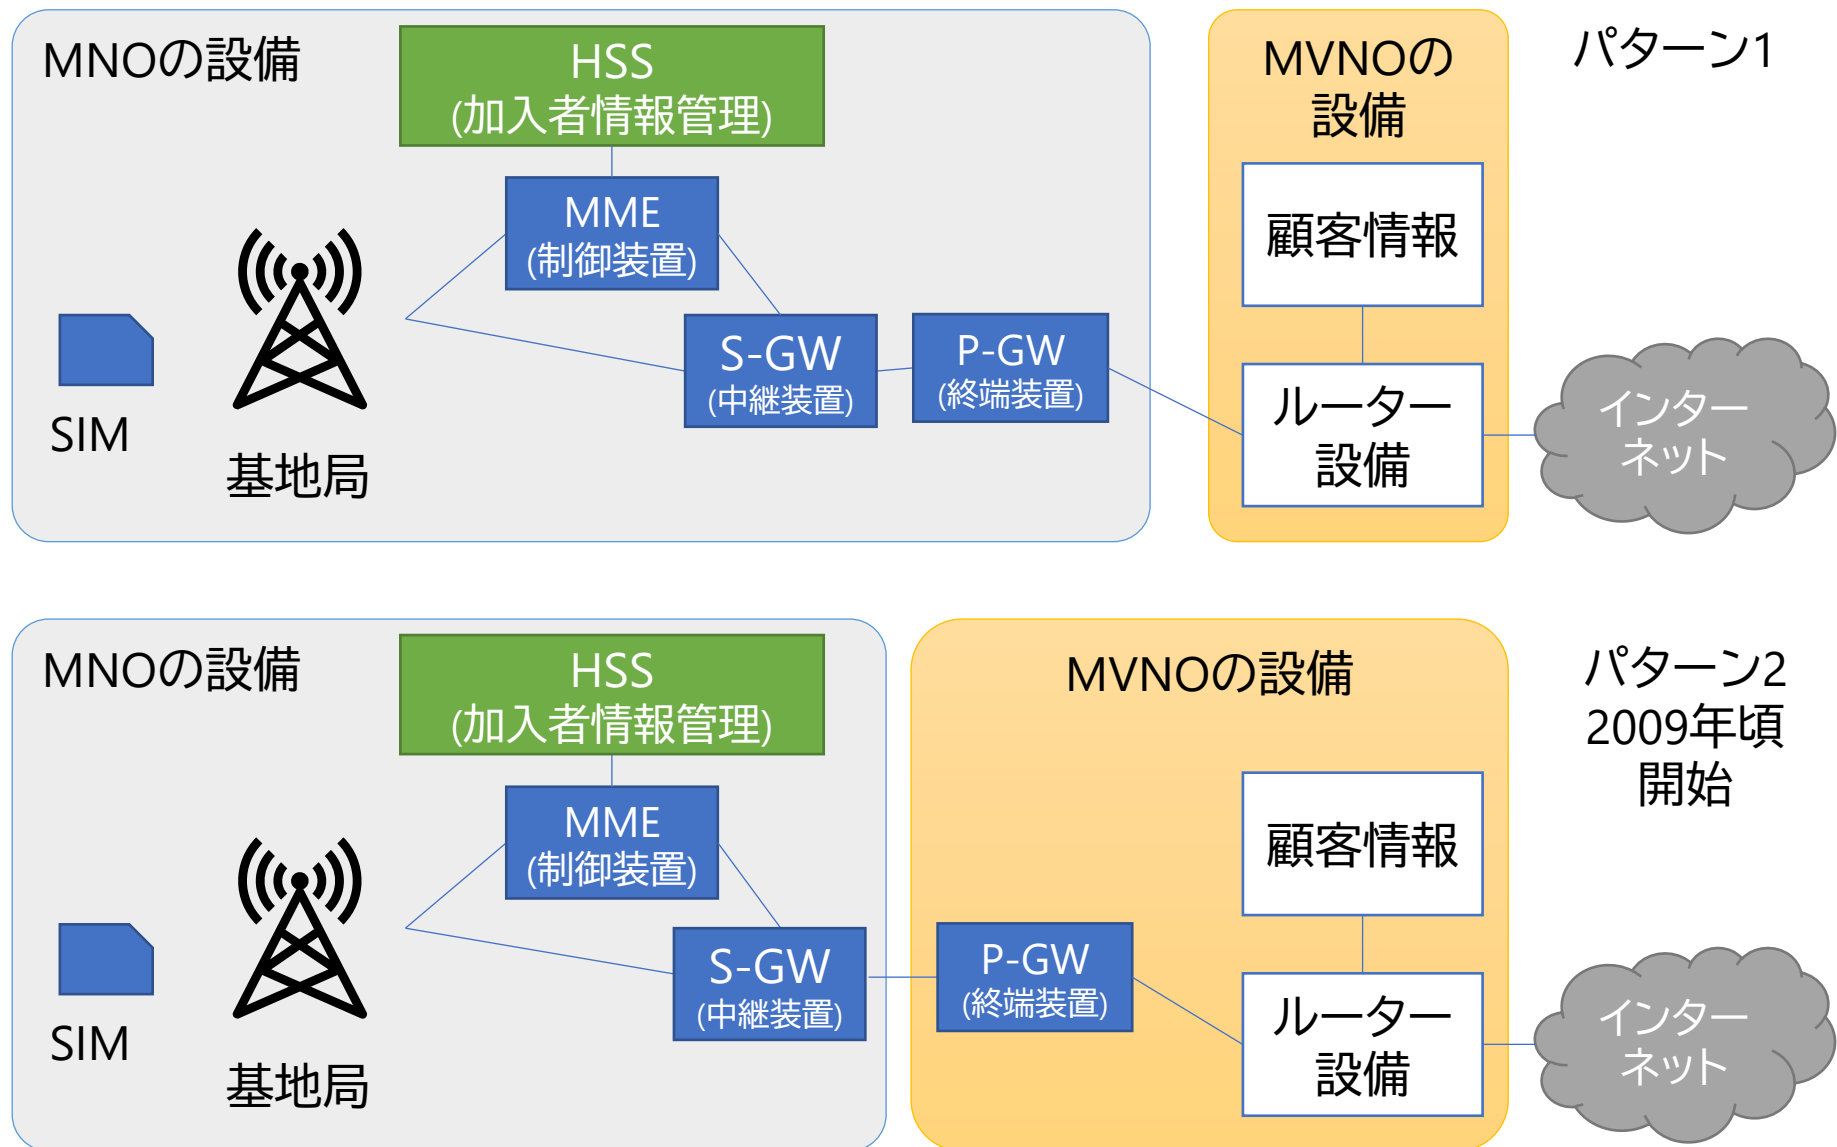 MNOの設備
HSS
(加入者情報管理)
MME
(制御装置)
S-GW
(中継装置)
P-GW
(終端装置)
SIM
基地局
MVNOの
設備
顧客情報
ルーター
設備
パターン1
インター
ネット
MNOの設備
HSS
(加入者情報管理)
MME
(制御装置)
S-GW
(中継装置)
SIM
基地局
MVNOの設備
P-GW
(終端装置)
顧客情報
ルーター
設備
パターン2
2009年頃
開始
インター
ネット